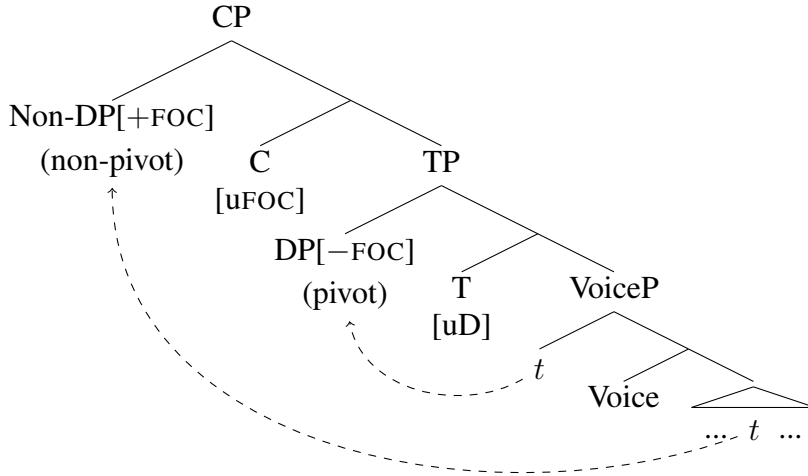 CP
Non-DP[+FOC]
(non-pivot)
C
[uFOC]
TP
DP[−FOC]
(pivot)
T
[uD]
VoiceP
t
Voice
... t ...